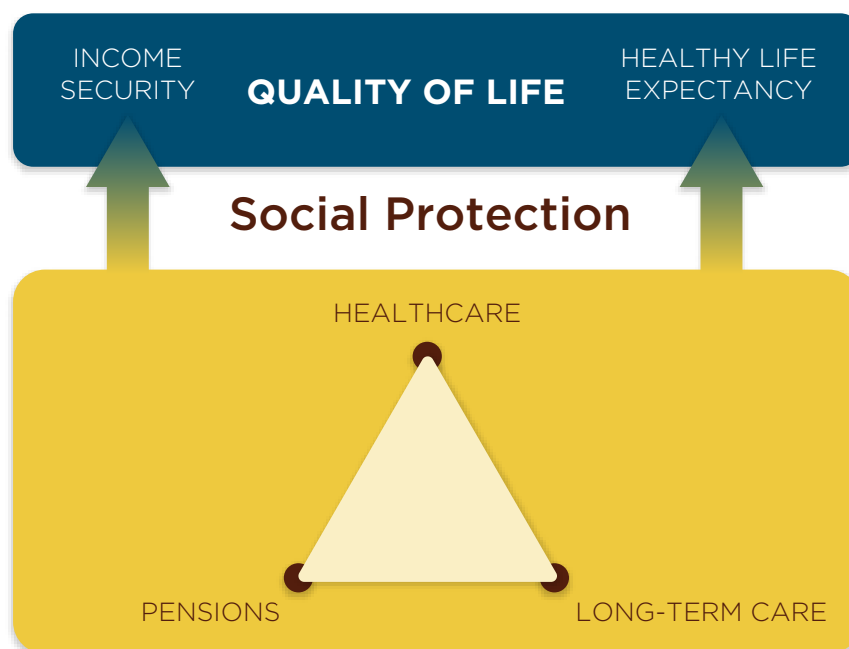 INCOME
SECURITY
QUALITY OF LIFE
HEALTHY LIFE
EXPECTANCY
Social Protection
HEALTHCARE
PENSIONS
LONG-TERM CARE